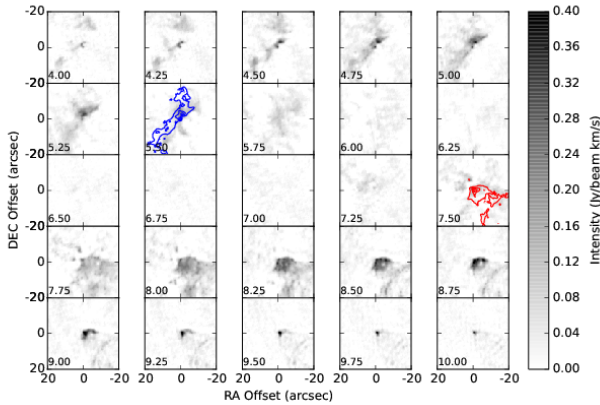 20 0.40
0
-20 4.00 4.25 4.50 4.75 5.00 0.36
0 0.32
-20 5.25 5.50 5.75 6.00 6.25 0.28
0 0.24
-20 6.50 6.75 7.00 7.25 7.50 0.20
0 0.16
-20 7.75 8.00 8.25 8.50 8.75 0.12
0 0.08
9.00 9.25 9.50 9.75 10.00 0.04
20 0.00
20 0 -20 20 0 -20 20 0 -20 20 0 -20 20 0 -20
RA Offset (arcsec)
DEC Offset (arcsec)
Intensity (Jy/beam km/s)